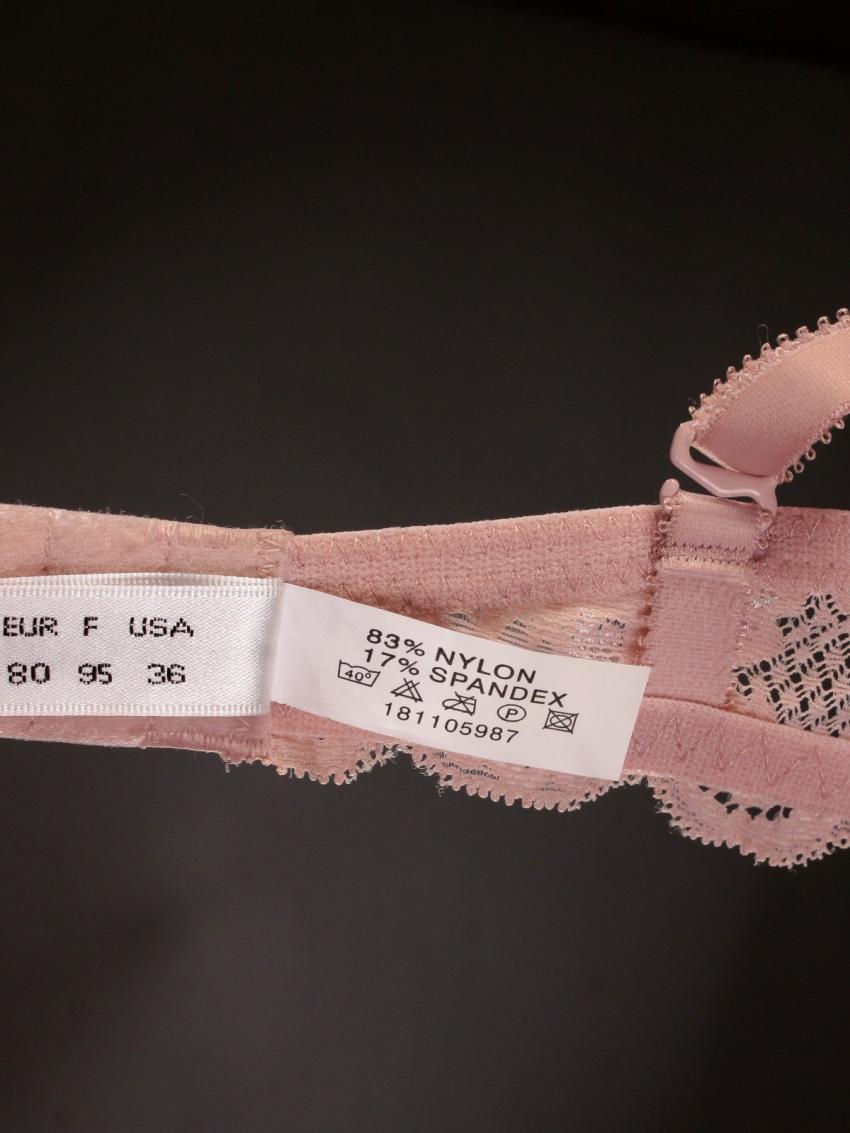 EUR F USA
80 95 36
83% NYLON
17% SPANDEX
40°
P
181105987